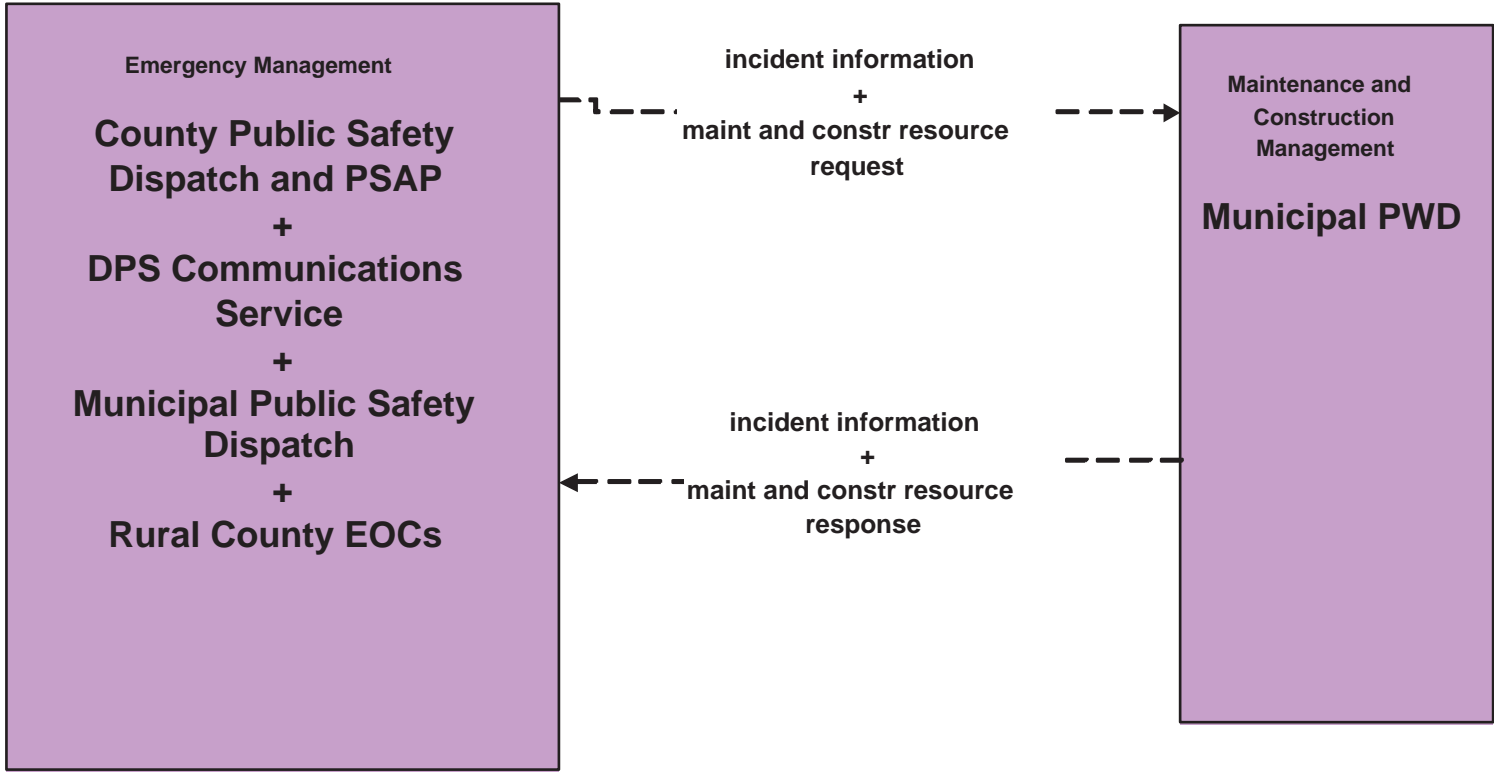 Emergency Management
County Public Safety
Dispatch and PSAP
+
DPS Communications
Service
+
Municipal Public Safety
Dispatch
+
Rural County EOCs
incident information
+
maint and constr resource
request
incident information
+
maint and constr resource
response
Maintenance and
Construction
Management
Municipal PWD